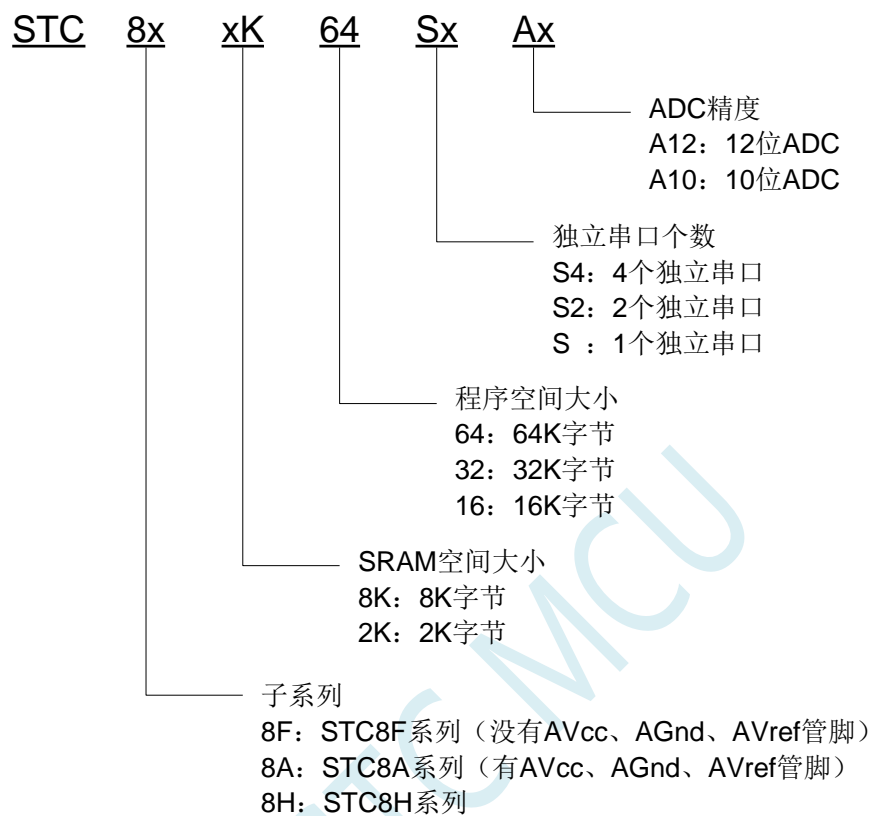 STC 8x xK 64 Sx Ax
ADC精度
A12：12位ADC
A10：10位ADC
独立串口个数
S4：4个独立串口
S2：2个独立串口
S ：1个独立串口
程序空间大小
64：64K字节
32：32K字节
16：16K字节
SRAM空间大小
8K：8K字节
2K：2K字节
子系列
8F：STC8F系列（没有AVcc、AGnd、AVref管脚）
8A：STC8A系列（有AVcc、AGnd、AVref管脚）
8H：STC8H系列
STC MCU